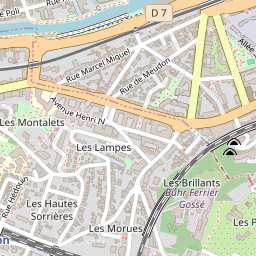 Poli
D 7
Allée
Rue Marcel Miquel
Rue de Meudon
Avenue Henri N
Les Montalets
Les Lampes
Les Brillants
Buhr Ferrier
Gossé
Rue Hédouin
Les Hautes
Sorrières
Les Morues
Les P
on